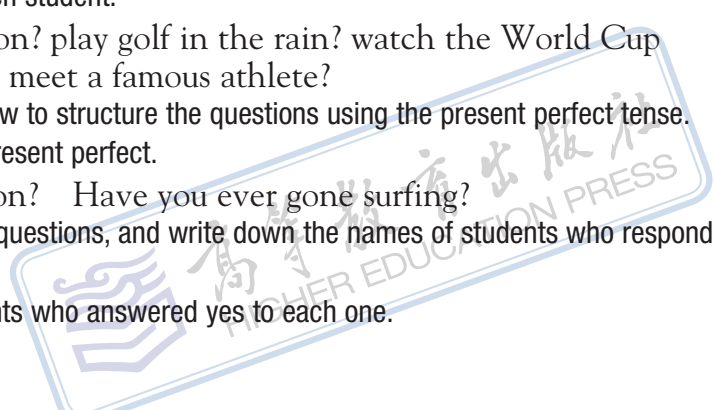 on student.
on? play golf in the rain? watch the World Cup
meet a famous athlete?
w to structure the questions using the present perfect tense.
resent perfect.
on? Have you ever gone surfing?
questions, and write down the names of students who respond
nts who answered yes to each one.
高等教育出版社
HIGHER EDUCATION PRESS